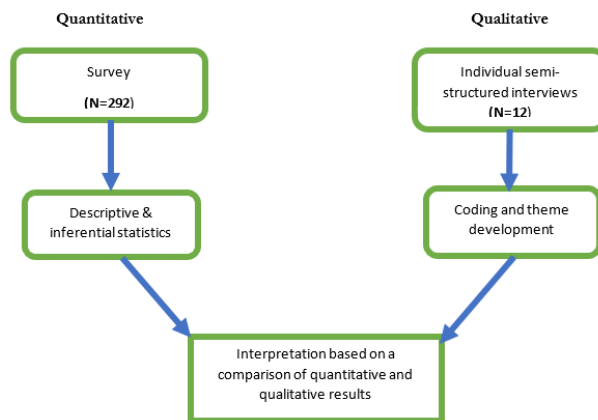 Quantitative
Qualitative
Survey
(N=292)
Individual semi-
structured interviews
(N=12)
Descriptive &
inferential statistics
Coding and theme
development
Interpretation based on a
comparison of quantitative and
qualitative results